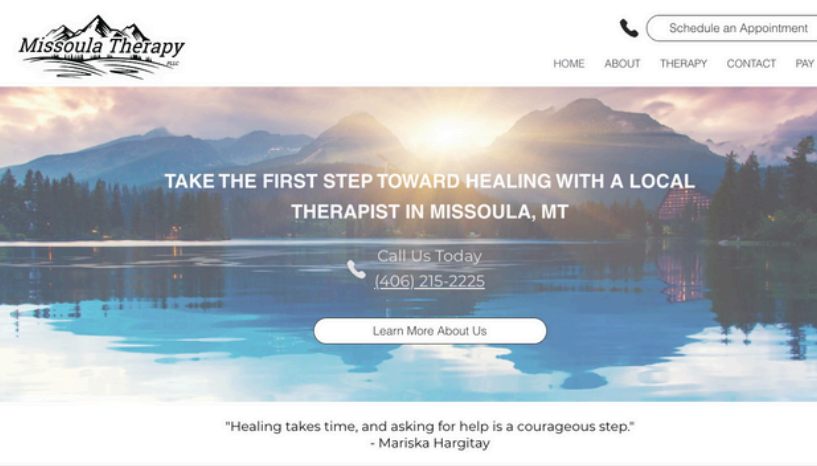 Missoula Therapy
PLLC
Schedule an Appointment
HOME ABOUT THERAPY CONTACT PAY
TAKE THE FIRST STEP TOWARD HEALING WITH A LOCAL
THERAPIST IN MISSOULA, MT
Call Us Today
(406) 215-2225
Learn More About Us
"Healing takes time, and asking for help is a courageous step."
- Mariska Hargitay